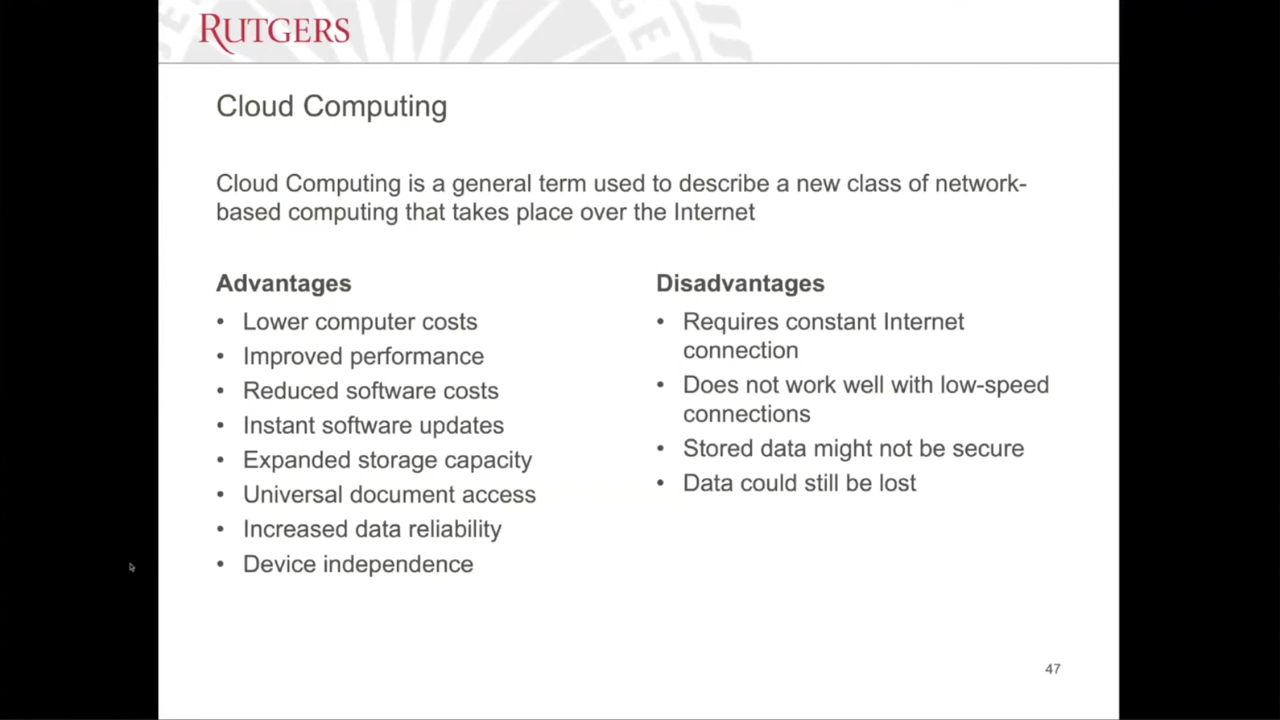 RUTGERS
Cloud Computing
Cloud Computing is a general term used to describe a new class of network-
based computing that takes place over the Internet
Advantages
• Lower computer costs
• Improved performance
• Reduced software costs
• Instant software updates
• Expanded storage capacity
• Universal document access
• Increased data reliability
• Device independence
Disadvantages
• Requires constant Internet
connection
• Does not work well with low-speed
connections
• Stored data might not be secure
• Data could still be lost
47